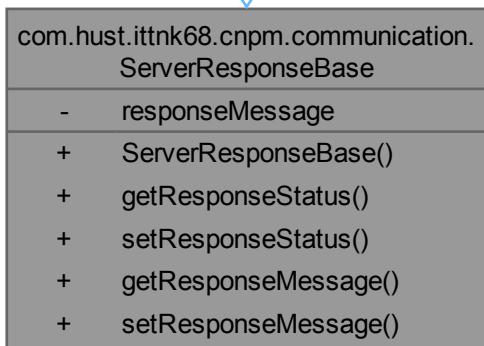 com.hust.ittnk68.cnpm.communication.
ServerResponseBase
- responseMessage
+ ServerResponseBase()
+ getResponseStatus()
+ setResponseStatus()
+ getResponseMessage()
+ setResponseMessage()